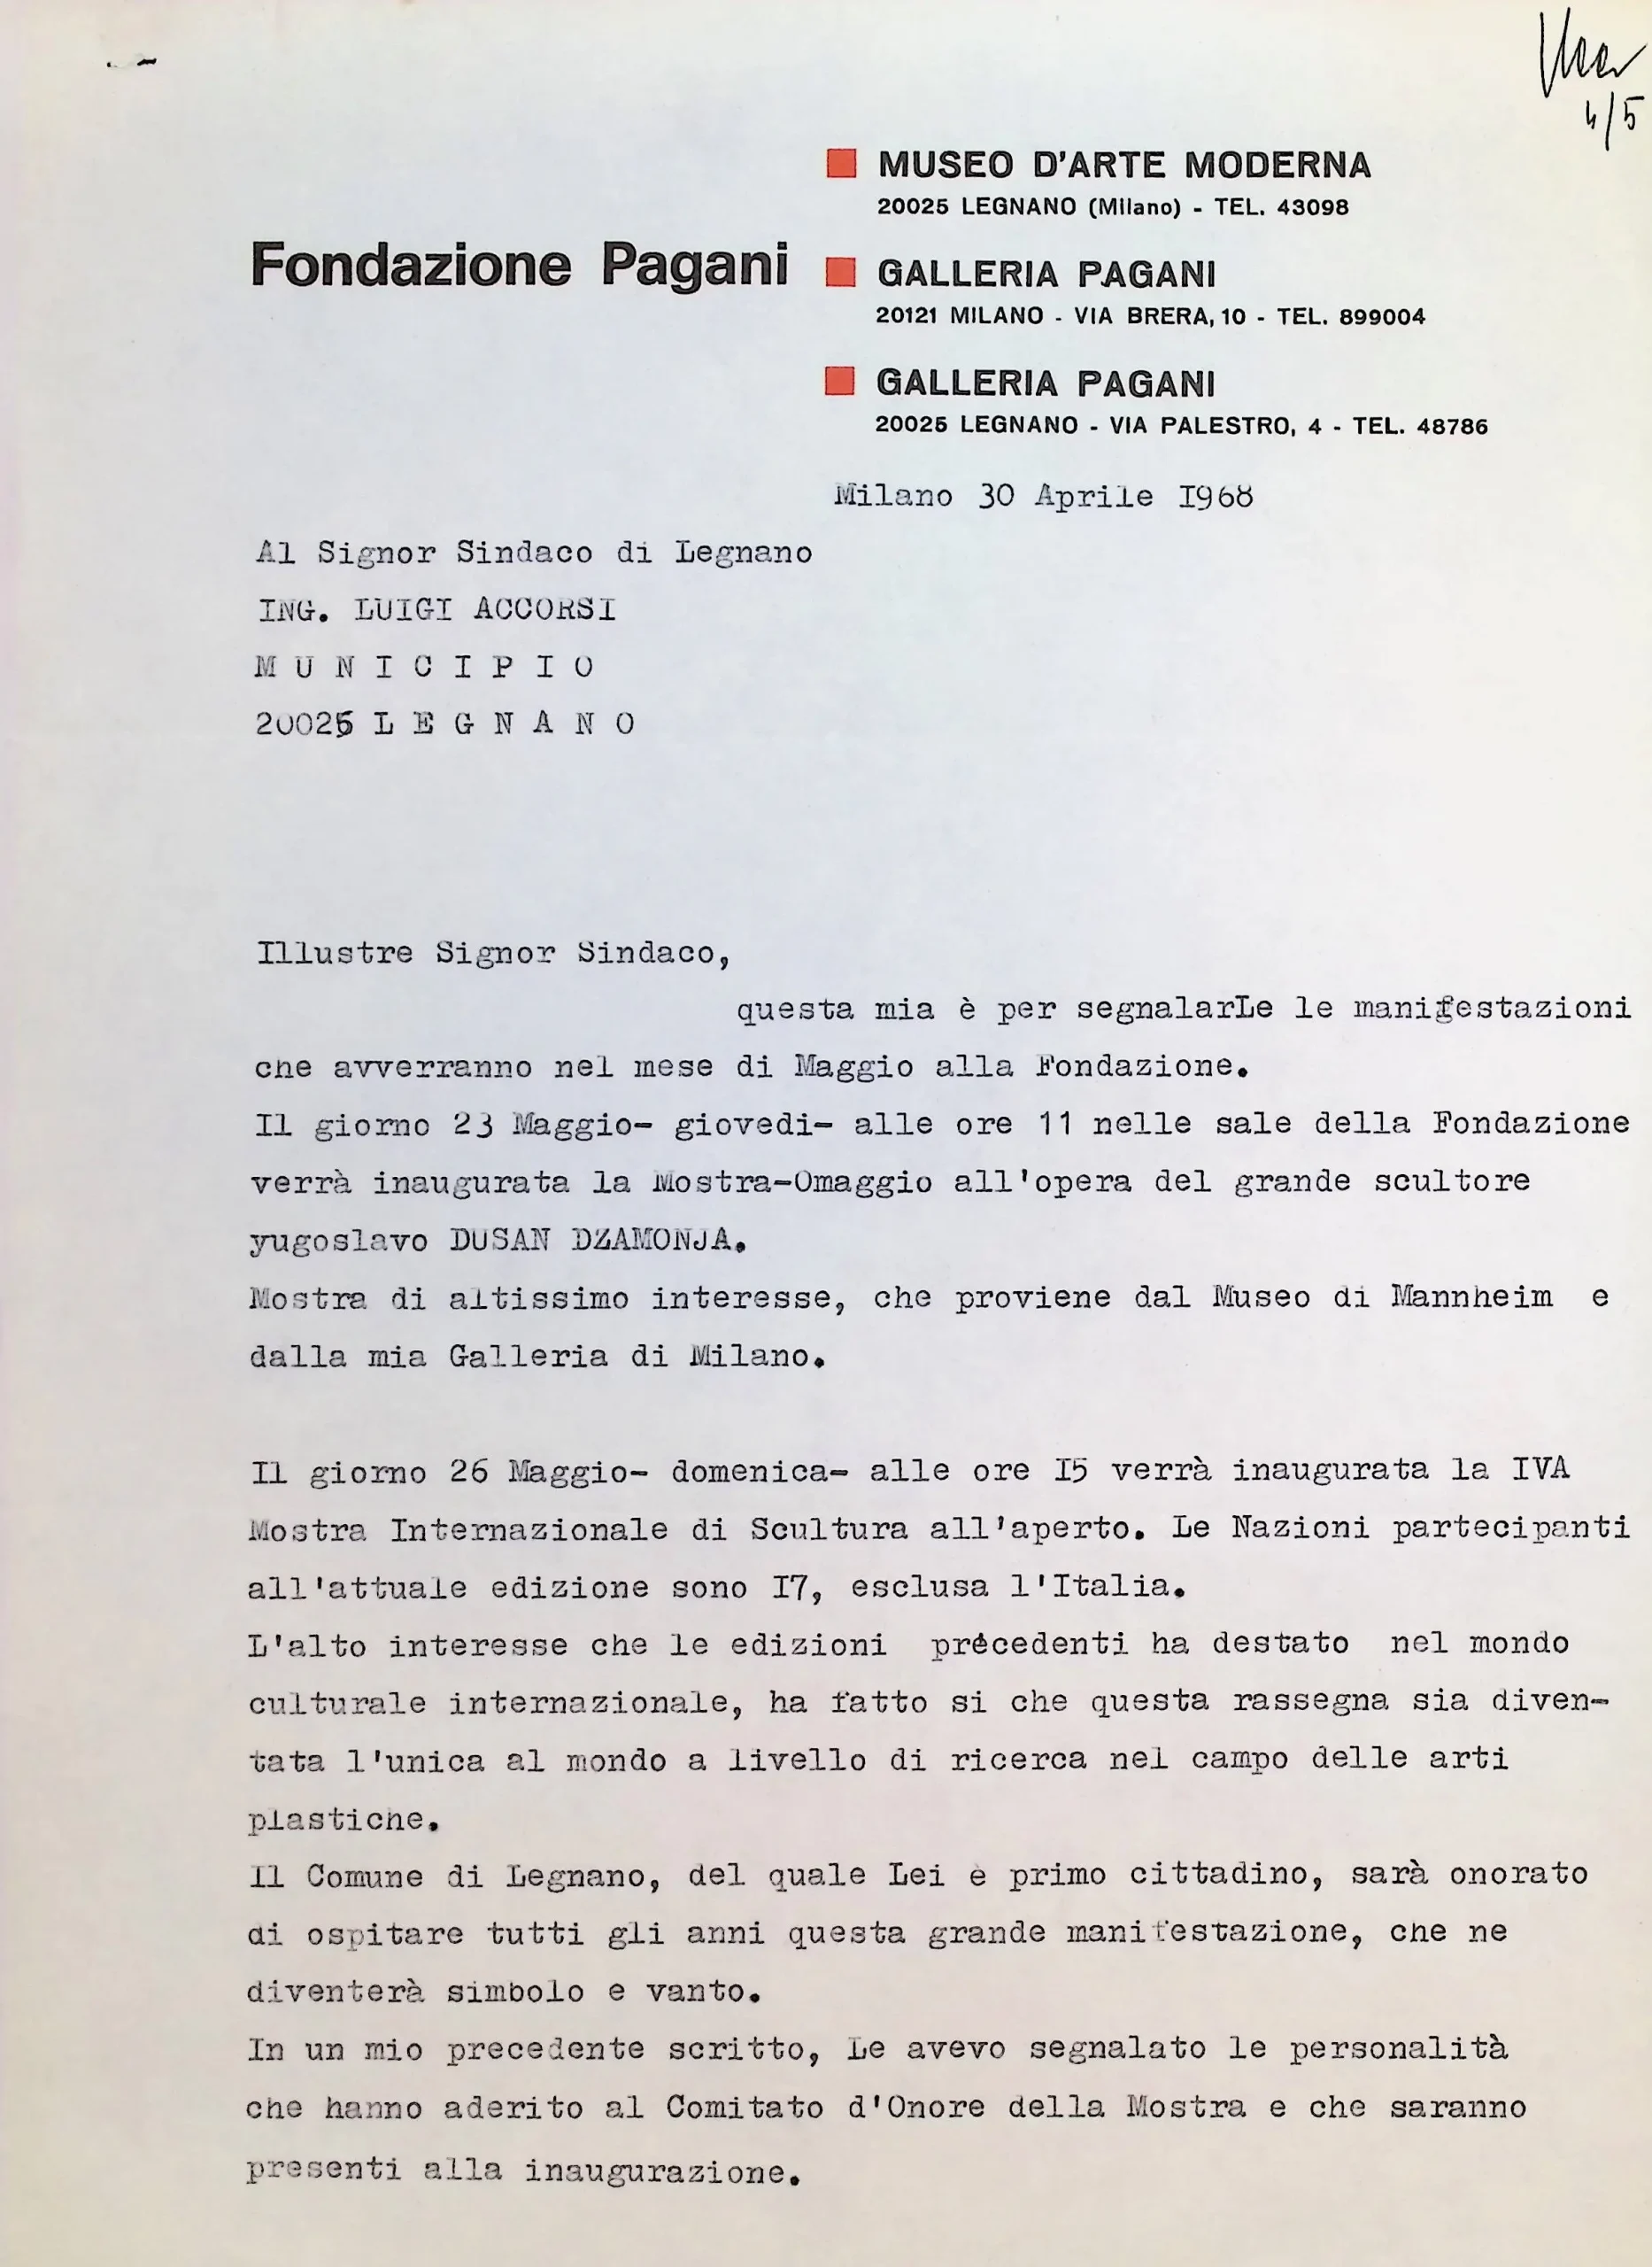 4/5
MUSEO D'ARTE MODERNA
20025 LEGNANO (Milano) - TEL. 43098
Fondazione Pagani
GALLERIA PAGANI
20121 MILANO - VIA BRERA, 10 - TEL. 899004
GALLERIA PAGANI
20025 LEGNANO - VIA PALESTRO, 4 - TEL. 48786
Milano 30 Aprile I968
Al Signor Sindaco di Legnano
ING. LUIGI ACCORSI
M U N I C I P I O
20025 L E G N A N O
Illustre Signor Sindaco,
questa mia è per segnalarLe le manifestazioni
che avverranno nel mese di Maggio alla Fondazione.
Il giorno 23 Maggio- giovedi- alle ore 11 nelle sale della Fondazione
verrà inaugurata la Mostra-Omaggio all'opera del grande scultore
yugoslavo DUSAN DZAMONJA.
Mostra di altissimo interesse, che proviene dal Museo di Mannheim e
dalla mia Galleria di Milano.
Il giorno 26 Maggio- domenica- alle ore I5 verrà inaugurata la IVA
Mostra Internazionale di Scultura all'aperto. Le Nazioni partecipanti
all'attuale edizione sono I7, esclusa l'Italia.
L'alto interesse che le edizioni précedenti ha destato nel mondo
culturale internazionale, ha fatto si che questa rassegna sia diven-
tata l'unica al mondo a livello di ricerca nel campo delle arti
plastiche.
Il Comune di Legnano, del quale Lei è primo cittadino, sarà onorato
di ospitare tutti gli anni questa grande manifestazione, che ne
diventerà simbolo e vanto.
In un mio precedente scritto, Le avevo segnalato le personalità
che hanno aderito al Comitato d'Onore della Mostra e che saranno
presenti alla inaugurazione.